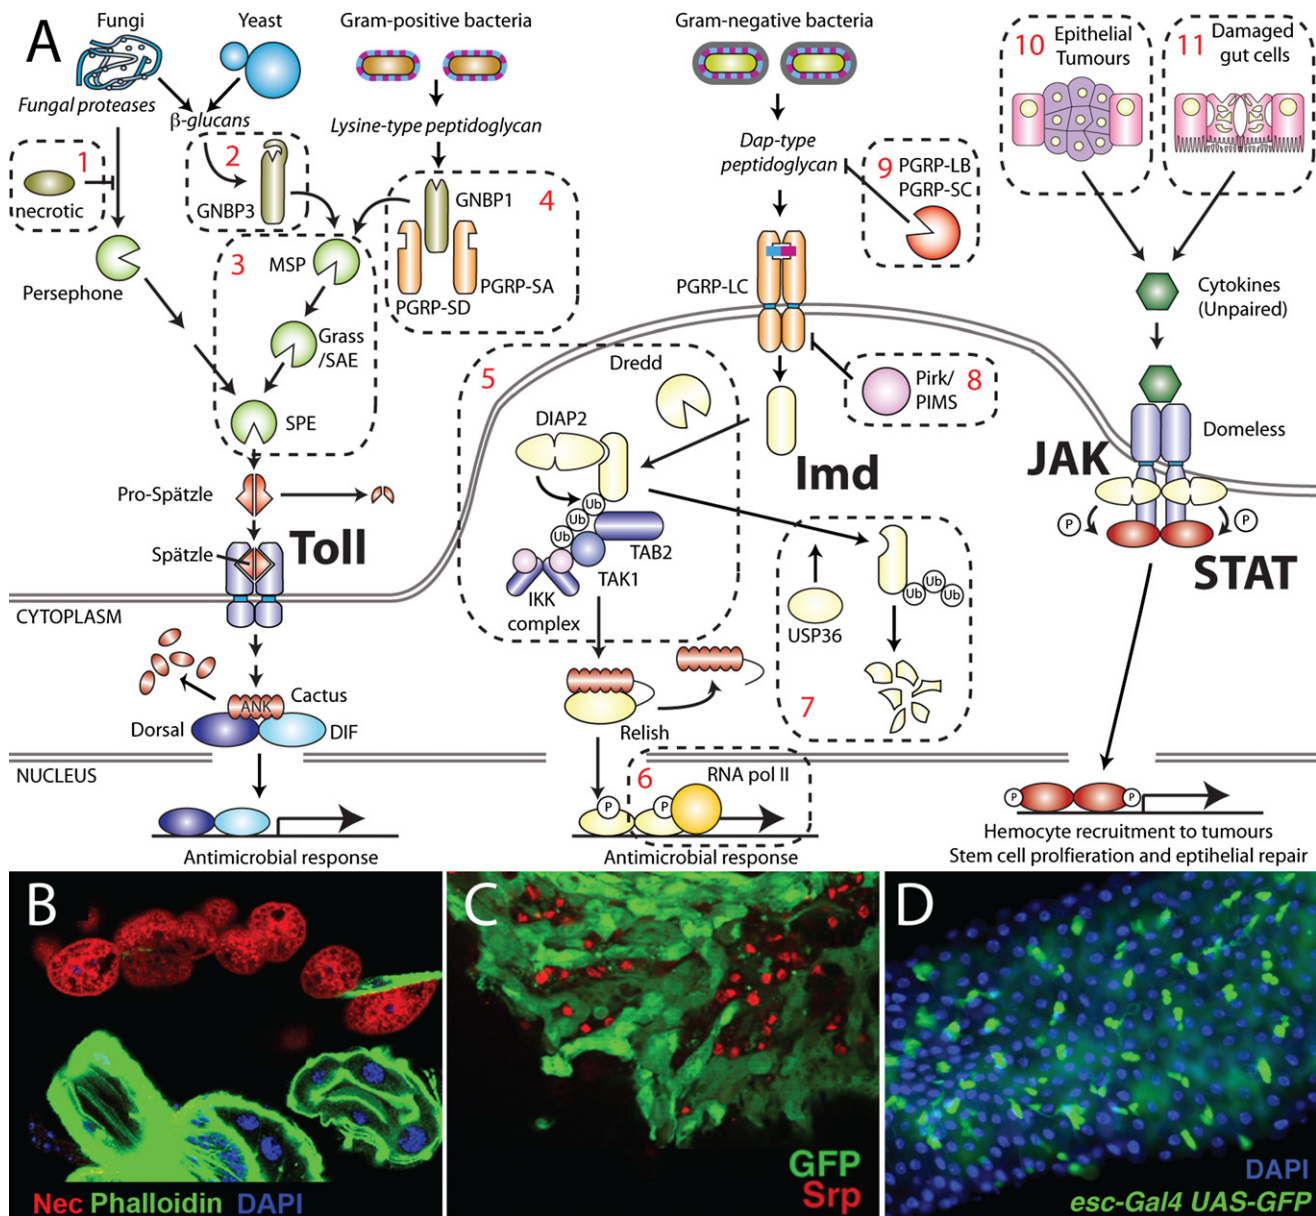 A
Fungi
Yeast
Gram-positive bacteria
Gram-negative bacteria
10 Epithelial
Tumours
11 Damaged
gut cells
Fungal proteases
β-glucans
Lysine-type peptidoglycan
Dap-type
peptidoglycan
1
necrotic
2
GNBP3
GNBP1
4
PGRP-SD
PGRP-SA
9 PGRP-LB
PGRP-SC
3
MSP
Persephone
Grass
/SAE
SPE
PGRP-LC
Cytokines
(Unpaired)
5
Dredd
DIAP2
Pirk/
PIMS
8
Domeless
Imd
JAK
P
P
STAT
Pro-Spätzle
Spätzle
Toll
Ub
Ub
Ub
TAB2
TAK1
IKK
complex
Ub
Ub
Ub
USP36
7
CYTOPLASM
Cactus
ANK
Dorsal
DIF
Relish
NUCLEUS
6
RNA pol II
P
P
P
P
Antimicrobial response
Antimicrobial response
Hemocyte recruitment to tumours
Stem cell prolfieration and eptihelial repair
B
Nec Phalloidin DAPI
C
GFP
Srp
D
DAPI
esc-Gal4 UAS-GFP